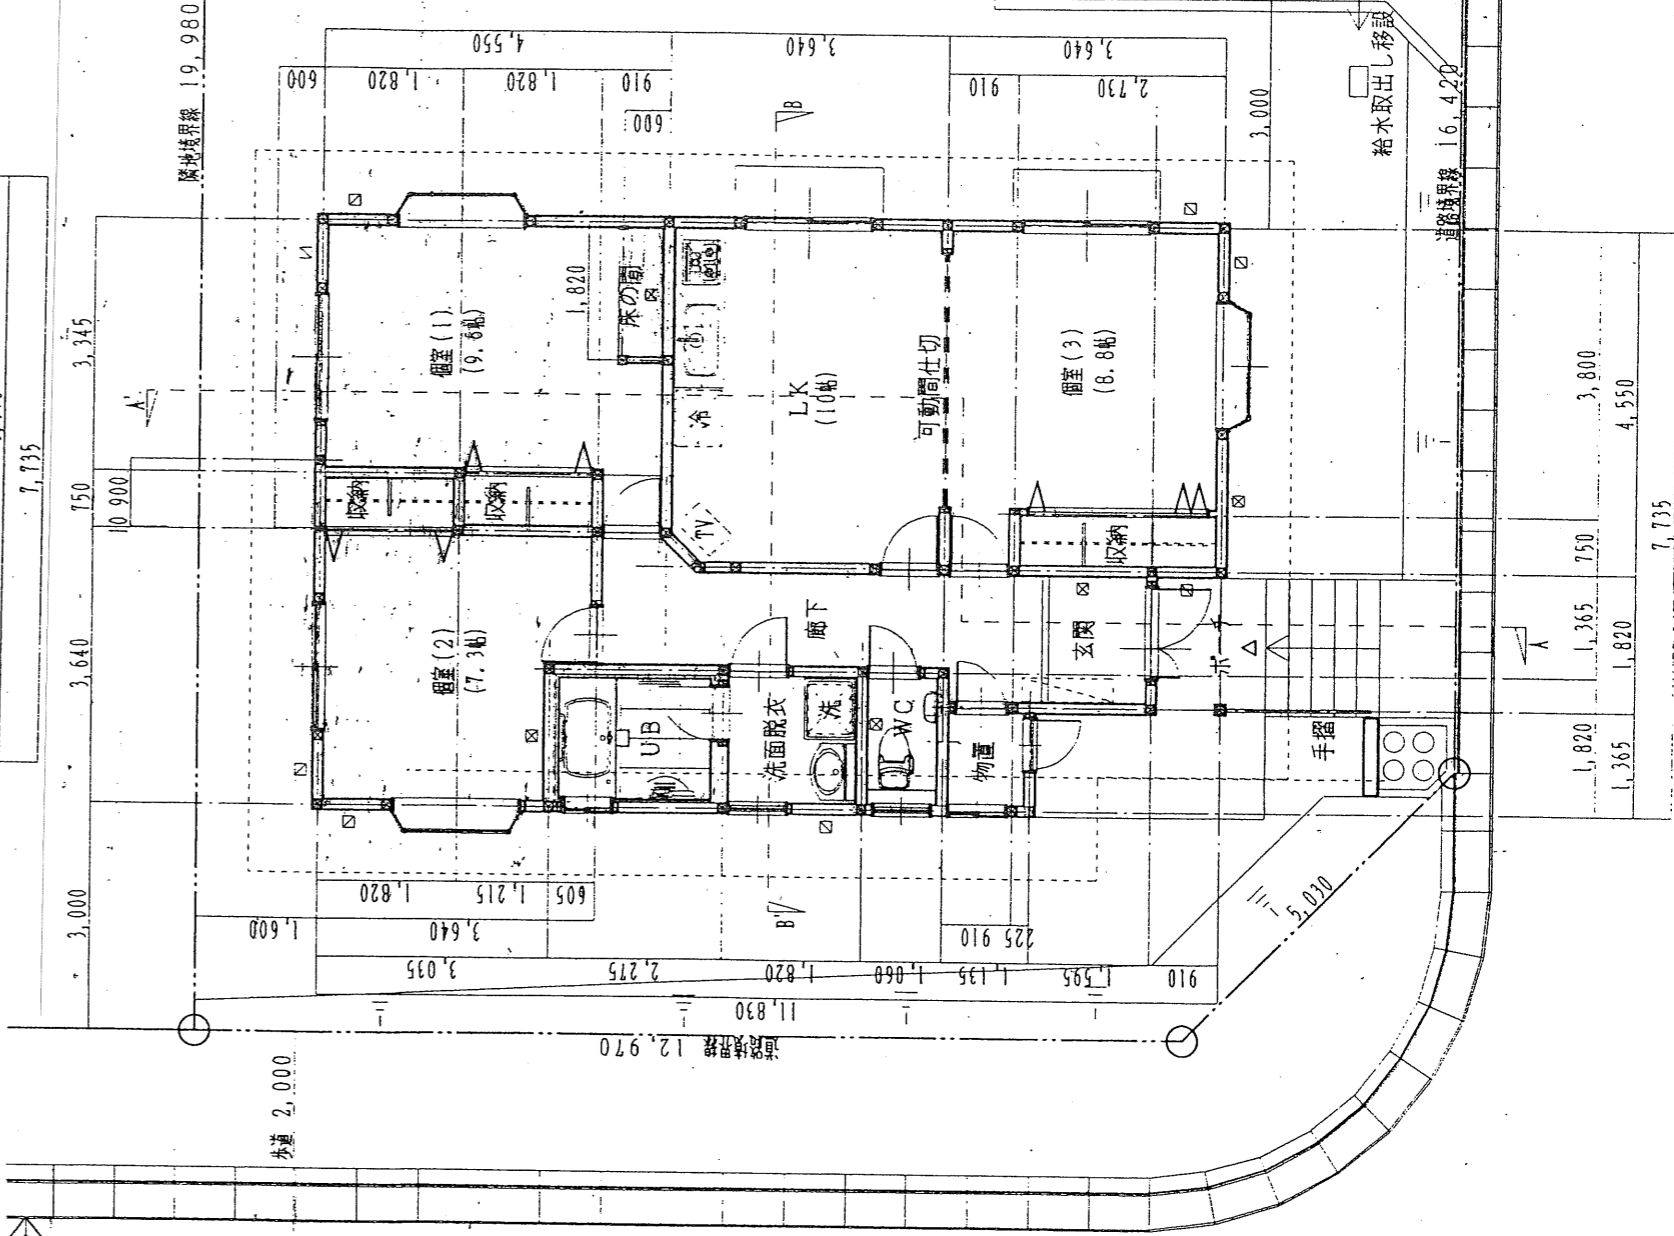 隣地境界線 19,980
4,550
3,640
3,640
600
1,820
1,820
910
910
2,730
600
B
3,000
給水取出し移設
道路境界線 16,420
7,735
3,345
750
10
900
3,640
3,000
A'
個室(1)
(9.6帖)
1,820
床の間
冷
LK
(10帖)
可動間仕切
個室(3)
(8.8帖)
収納
収納
TV
収納
個室(2)
(7.3帖)
UB
洗面脱衣
洗
WC
廊下
物置
玄関
手摺
A
3,800
4,550
750
1,365
1,820
1,820
1,365
7,735
1,820
1,215
605
1,600
3,640
B'
910
225
3,035
2,275
1,820
1,060
1,135
1,595
910
11,830
道路境界線 12,970
5,030
歩道 2,000